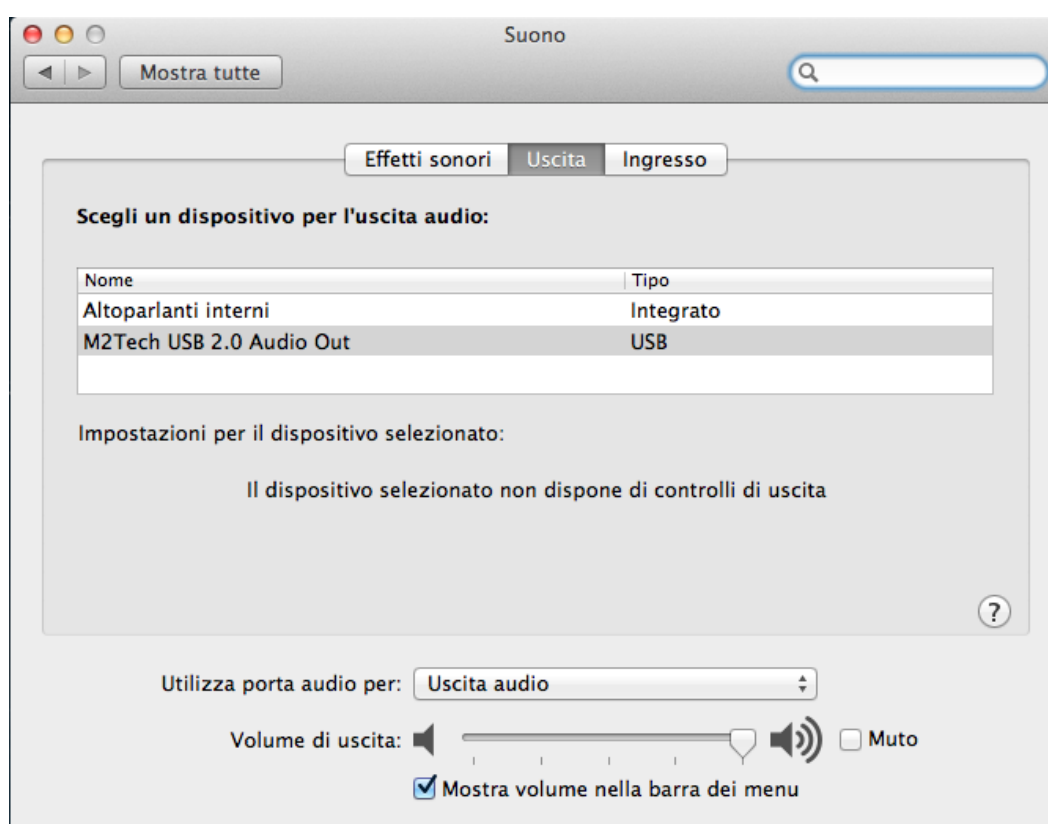 Suono
Mostra tutte
Effetti sonori Uscita Ingresso
Scegli un dispositivo per l'uscita audio:
Nome Tipo
Altoparlanti interni Integrato
M2Tech USB 2.0 Audio Out USB
Impostazioni per il dispositivo selezionato:
Il dispositivo selezionato non dispone di controlli di uscita
?
Utilizza porta audio per: Uscita audio
Volume di uscita: Muto
Mostra volume nella barra dei menu